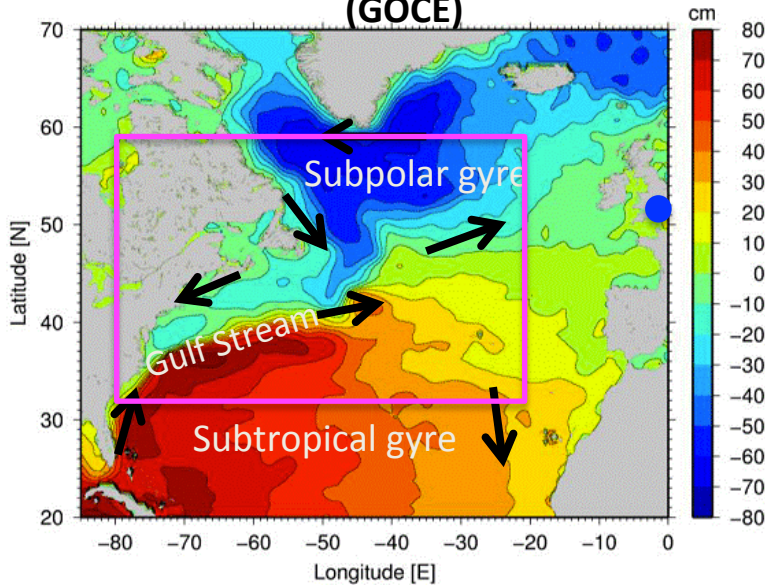 (GOCE)
cm
70
60
50
40
30
20
Latitude [N]
Subpolar gyre
Gulf Stream
Subtropical gyre
80
70
60
50
40
30
20
10
0
−10
−20
−30
−40
−50
−60
−70
−80
−80 −70 −60 −50 −40 −30 −20 −10 0
Longitude [E]